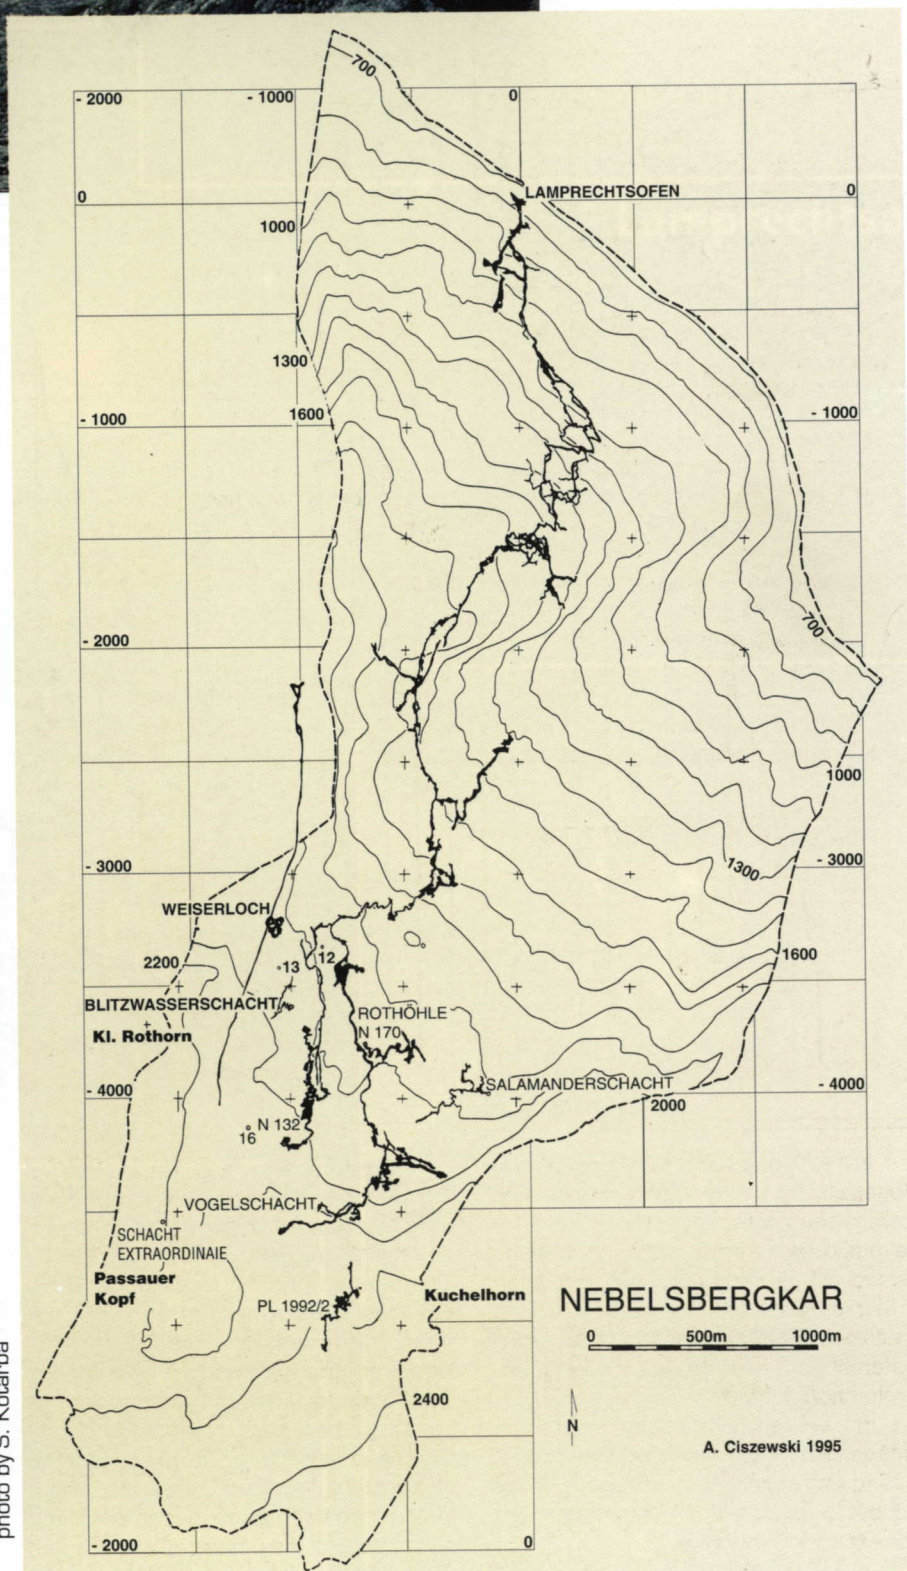 700
- 2000
- 1000
0
LAMPRECHTSOFEN
0
0
1000
1300
1600
- 1000
- 1000
700
- 2000
1000
- 3000
1300
- 3000
WEISERLOCH
1600
12
13
2200
BLITZWASSERSCHACHT
ROTHÖHLE
N 170
Kl. Rothorn
SALAMANDERSCHACHT
- 4000
- 4000
2000
N 132
16
VOGELSCHACHT
SCHACHT
EXTRAORDINAIE
Passauer
Kopf
Kuchelhorn
PL 1992/2
NEBELSBERGKAR
0 500m 1000m
2400
N
A. Ciszewski 1995
- 2000
0
photo by S. Kotarba